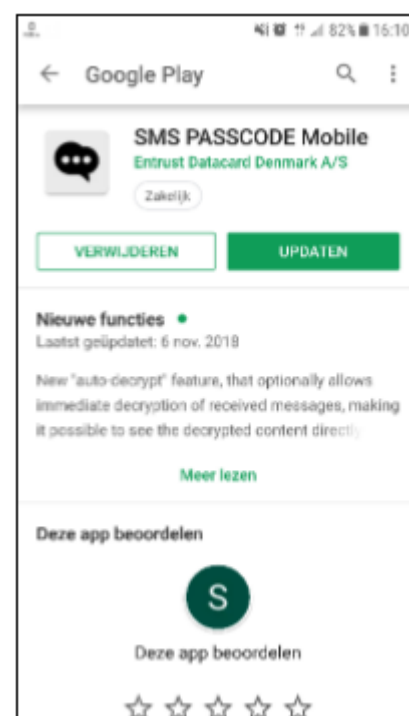 82% 16:10
Google Play
SMS PASSCODE Mobile
Entrust Datacard Denmark A/S
Zakelijk
VERWIJDEREN
UPDATEN
Nieuwe functies
Laatst geüpdatet: 6 nov. 2018
New "auto-decrypt" feature, that optionally allows
immediate decryption of received messages, making
it possible to see the decrypted content directly
Meer lezen
Deze app beoordelen
S
Deze app beoordelen